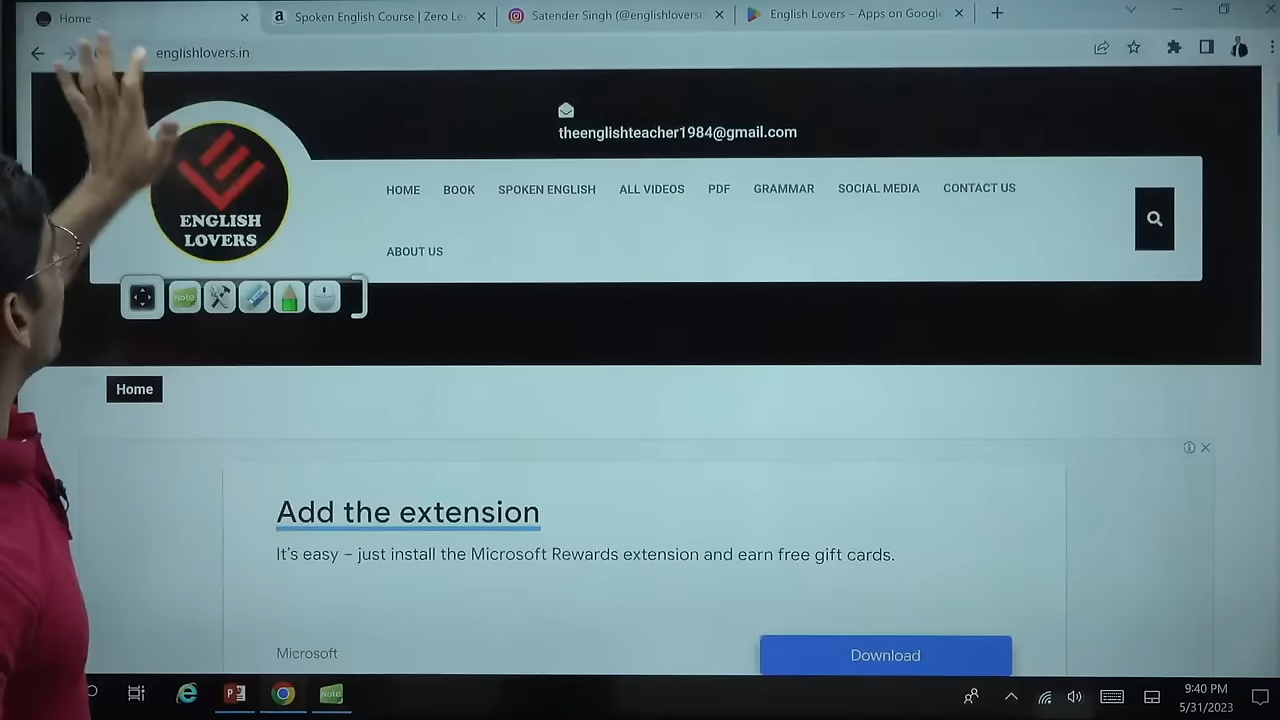 Home
Spoken English Course | Zero Le
Satender Singh (@englishlovers
English Lovers – Apps on Google
englishlovers.in
theenglishteacher1984@gmail.com
ENGLISH
LOVERS
HOME BOOK SPOKEN ENGLISH ALL VIDEOS PDF GRAMMAR SOCIAL MEDIA CONTACT US
ABOUT US
Note
Home
Add the extension
It's easy – just install the Microsoft Rewards extension and earn free gift cards.
Microsoft
Download
Note
9:40 PM
5/31/2023